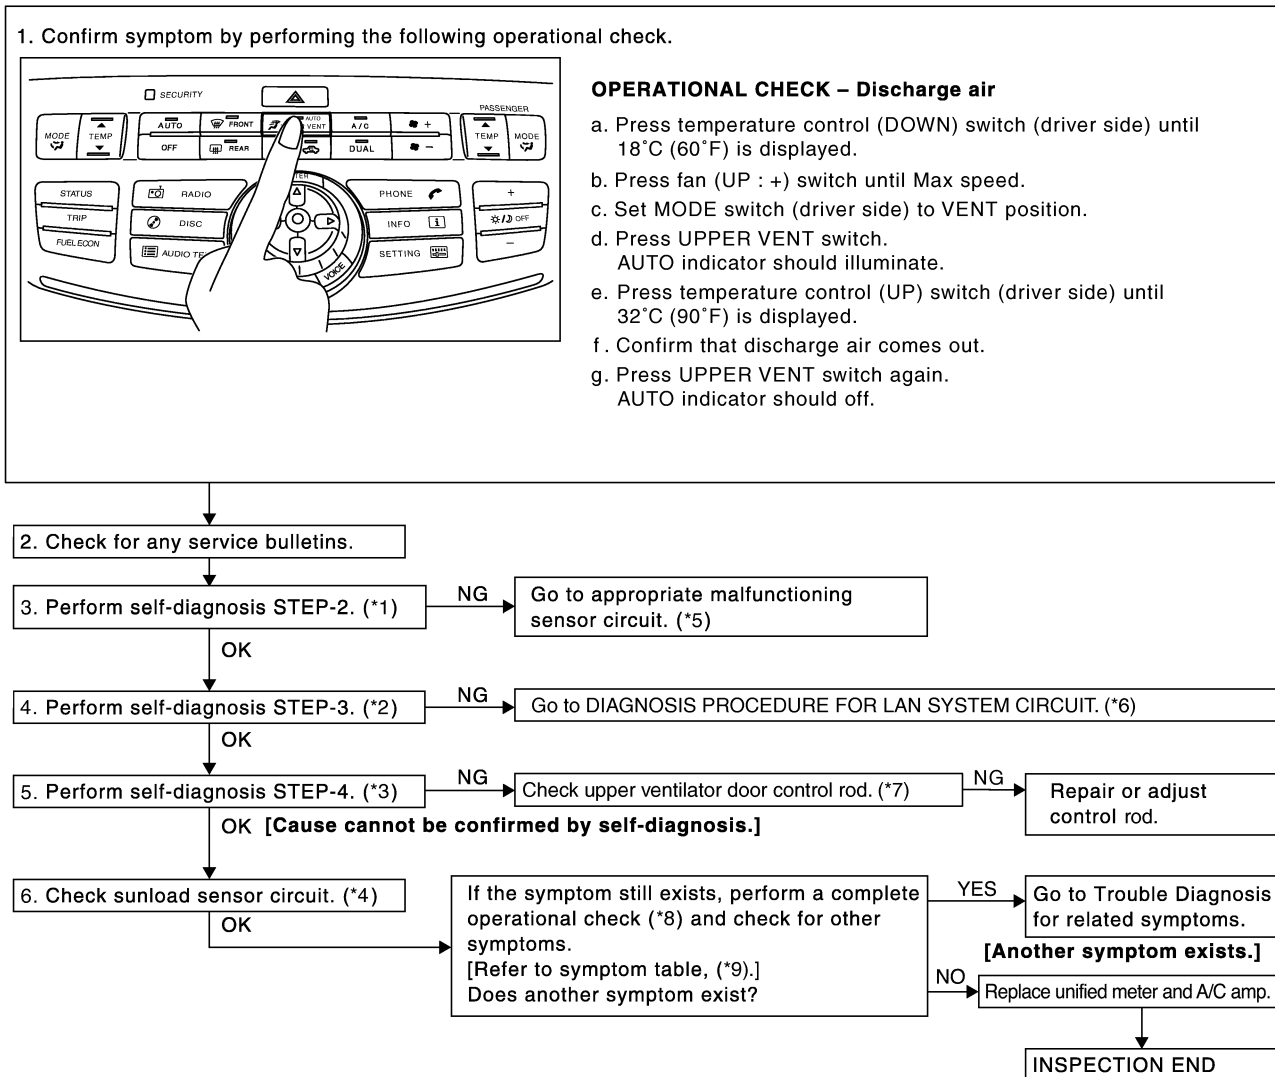 1. Confirm symptom by performing the following operational check.
SECURITY
PASSENGER
MODE
TEMP
AUTO
FRONT
AUTO
VENT
A/C
+
TEMP
MODE
OFF
REAR
DUAL
−
STATUS
TRIP
FUEL ECON
RADIO
DISC
PHONE
INFO
i
SETTING
VOICE
+
OFF
−
OPERATIONAL CHECK – Discharge air
a. Press temperature control (DOWN) switch (driver side) until
18˚C (60˚F) is displayed.
b. Press fan (UP : +) switch until Max speed.
c. Set MODE switch (driver side) to VENT position.
d. Press UPPER VENT switch.
AUTO indicator should illuminate.
e. Press temperature control (UP) switch (driver side) until
32˚C (90˚F) is displayed.
f . Confirm that discharge air comes out.
g. Press UPPER VENT switch again.
AUTO indicator should off.
2. Check for any service bulletins.
3. Perform self-diagnosis STEP-2. (*1)
NG
Go to appropriate malfunctioning
sensor circuit. (*5)
OK
4. Perform self-diagnosis STEP-3. (*2)
NG
Go to DIAGNOSIS PROCEDURE FOR LAN SYSTEM CIRCUIT. (*6)
OK
5. Perform self-diagnosis STEP-4. (*3)
NG
Check upper ventilator door control rod. (*7)
NG
Repair or adjust
control rod.
OK [Cause cannot be confirmed by self-diagnosis.]
6. Check sunload sensor circuit. (*4)
OK
If the symptom still exists, perform a complete
operational check (*8) and check for other
symptoms.
[Refer to symptom table, (*9).]
Does another symptom exist?
YES
Go to Trouble Diagnosis
for related symptoms.
[Another symptom exists.]
NO
Replace unified meter and A/C amp.
INSPECTION END